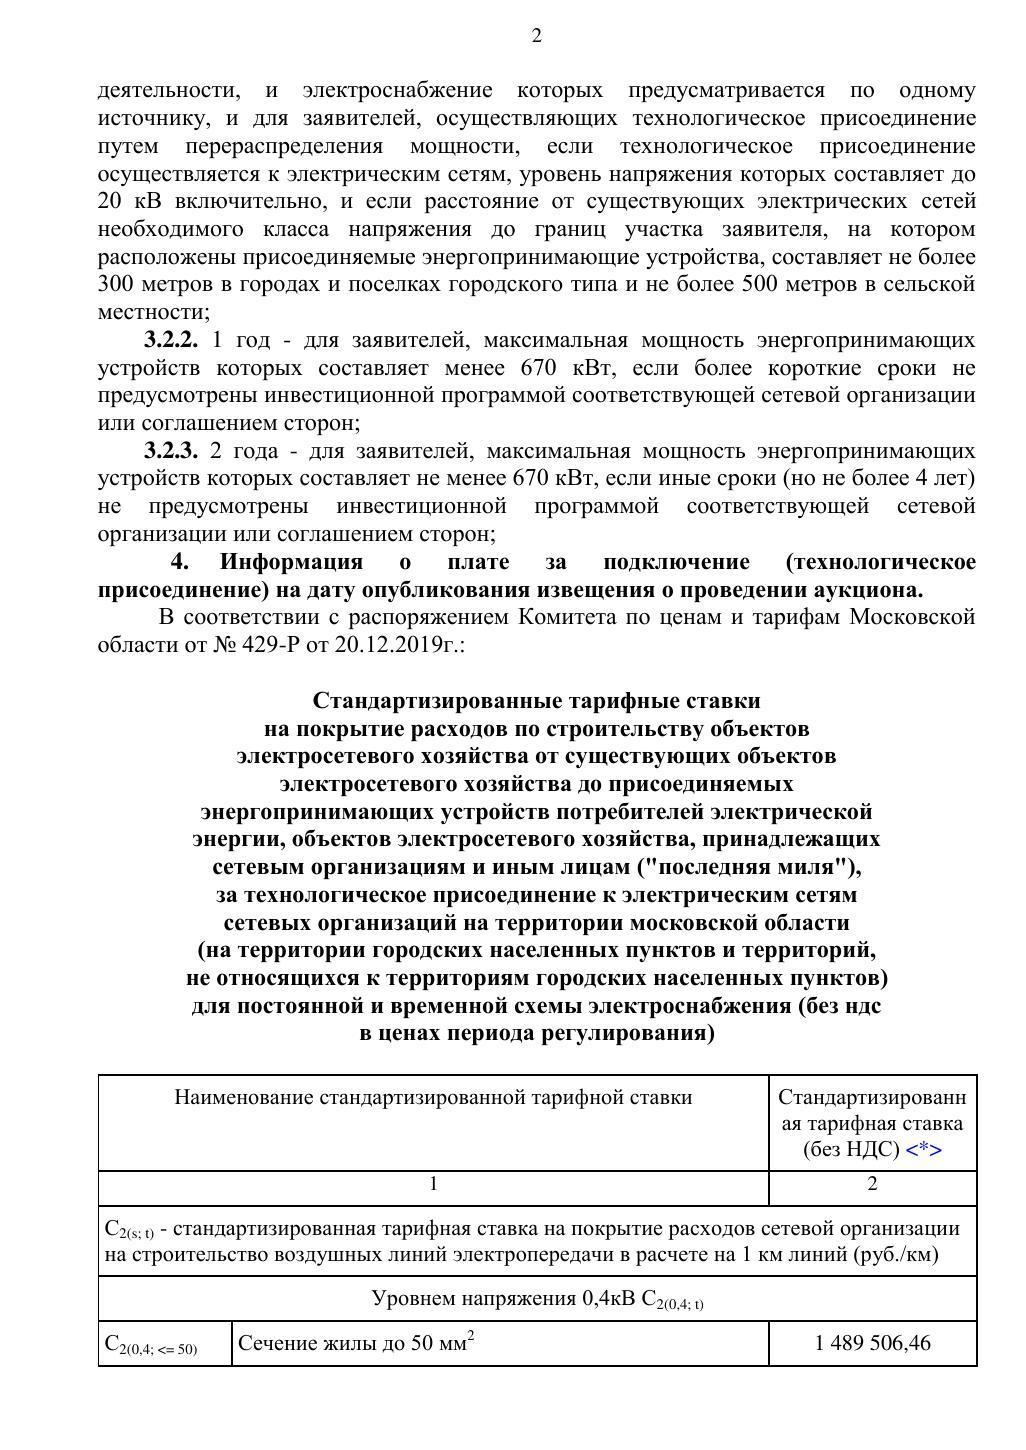 2
деятельности, и электроснабжение которых предусматривается по одному
источнику, и для заявителей, осуществляющих технологическое присоединение
путем перераспределения мощности, если технологическое присоединение
осуществляется к электрическим сетям, уровень напряжения которых составляет до
20 кВ включительно, и если расстояние от существующих электрических сетей
необходимого класса напряжения до границ участка заявителя, на котором
расположены присоединяемые энергопринимающие устройства, составляет не более
300 метров в городах и поселках городского типа и не более 500 метров в сельской
местности;
3.2.2. 1 год - для заявителей, максимальная мощность энергопринимающих
устройств которых составляет менее 670 кВт, если более короткие сроки не
предусмотрены инвестиционной программой соответствующей сетевой организации
или соглашением сторон;
3.2.3. 2 года - для заявителей, максимальная мощность энергопринимающих
устройств которых составляет не менее 670 кВт, если иные сроки (но не более 4 лет)
не предусмотрены инвестиционной программой соответствующей сетевой
организации или соглашением сторон;
4. Информация о плате за подключение (технологическое
присоединение) на дату опубликования извещения о проведении аукциона.
В соответствии с распоряжением Комитета по ценам и тарифам Московской
области от № 429-Р от 20.12.2019г.:
Стандартизированные тарифные ставки
на покрытие расходов по строительству объектов
электросетевого хозяйства от существующих объектов
электросетевого хозяйства до присоединяемых
энергопринимающих устройств потребителей электрической
энергии, объектов электросетевого хозяйства, принадлежащих
сетевым организациям и иным лицам ("последняя миля"),
за технологическое присоединение к электрическим сетям
сетевых организаций на территории московской области
(на территории городских населенных пунктов и территорий,
не относящихся к территориям городских населенных пунктов)
для постоянной и временной схемы электроснабжения (без ндс
в ценах периода регулирования)
Наименование стандартизированной тарифной ставки
Стандартизированн
ая тарифная ставка
(без НДС) <*>
1
2
C2(s; t) - стандартизированная тарифная ставка на покрытие расходов сетевой организации
на строительство воздушных линий электропередачи в расчете на 1 км линий (руб./км)
Уровнем напряжения 0,4кВ C2(0,4; t)
C2(0,4; <= 50)
Сечение жилы до 50 мм2
1 489 506,46